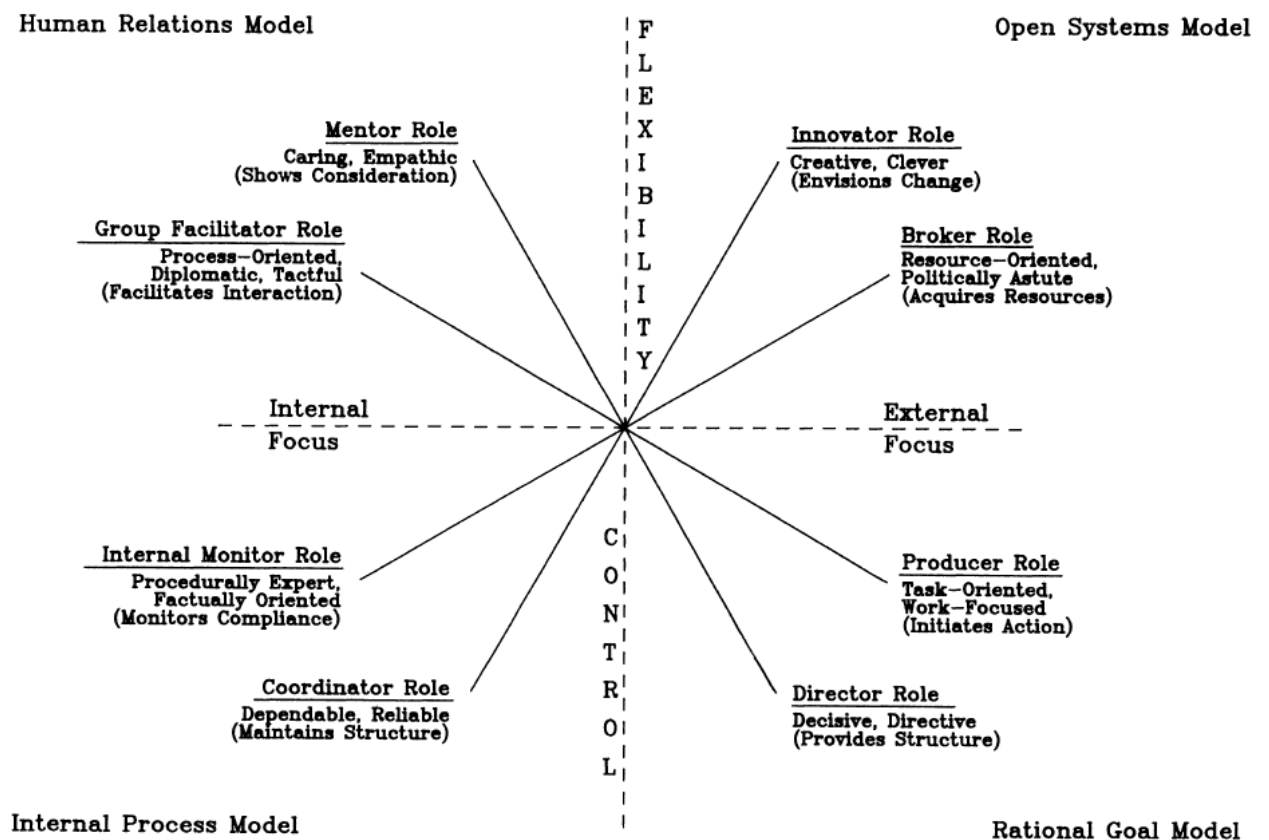 Human Relations Model
Open Systems Model
FLEXIBILITY
Mentor Role
Caring, Empathic
(Shows Consideration)
Innovator Role
Creative, Clever
(Envisions Change)
Group Facilitator Role
Process-Oriented,
Diplomatic, Tactful
(Facilitates Interaction)
Broker Role
Resource-Oriented,
Politically Astute
(Acquires Resources)
Internal
Focus
External
Focus
CONTROL
Internal Monitor Role
Procedurally Expert,
Factually Oriented
(Monitors Compliance)
Producer Role
Task-Oriented,
Work-Focused
(Initiates Action)
Coordinator Role
Dependable, Reliable
(Maintains Structure)
Director Role
Decisive, Directive
(Provides Structure)
Internal Process Model
Rational Goal Model